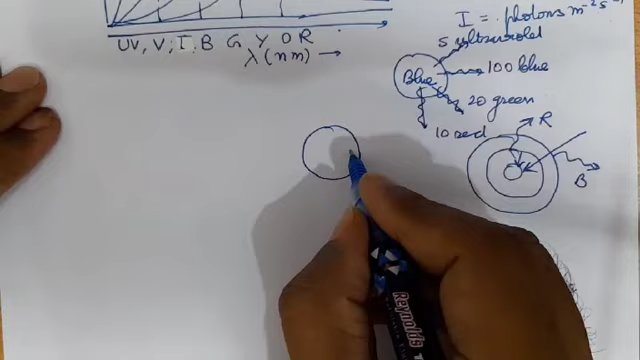 UV, V, I, B G Y O R
λ (nm) →
I = photons m⁻² s⁻¹
5 ultraviolet
Blue
100 blue
20 green
10 red
R
B
Reynolds